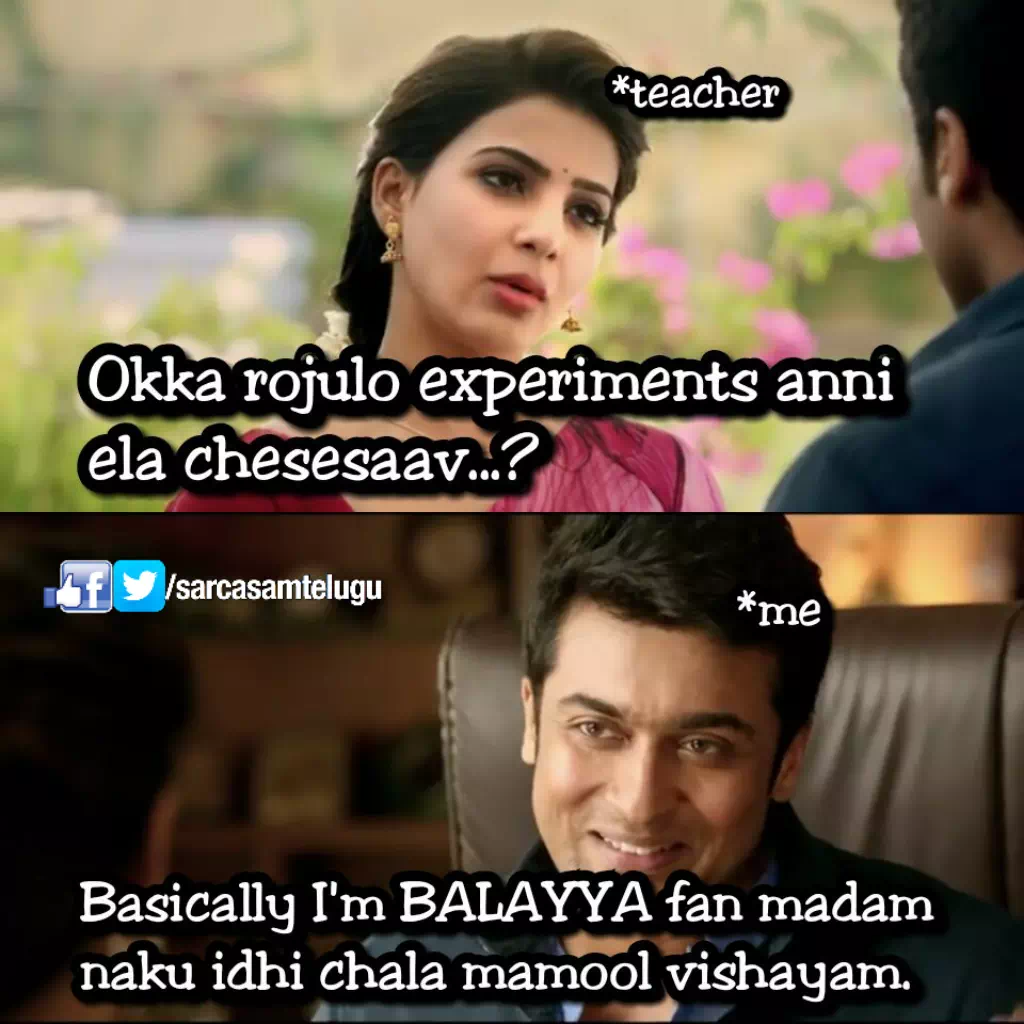 *teacher
Okka rojulo experiments anni
ela chesesaav...?
/sarcasamtelugu
*me
Basically I'm BALAYYA fan madam
naku idhi chala mamool vishayam.